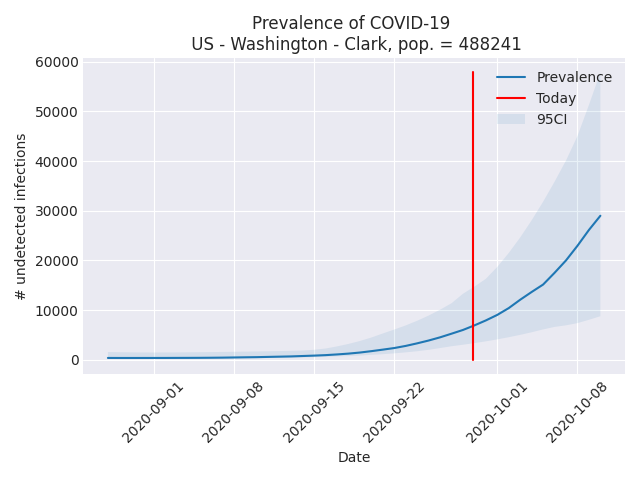 Prevalence of COVID-19
US - Washington - Clark, pop. = 488241
60000
50000
40000
30000
20000
10000
0
# undetected infections
Prevalence
Today
95CI
2020-09-01
2020-09-08
2020-09-15
2020-09-22
2020-10-01
2020-10-08
Date